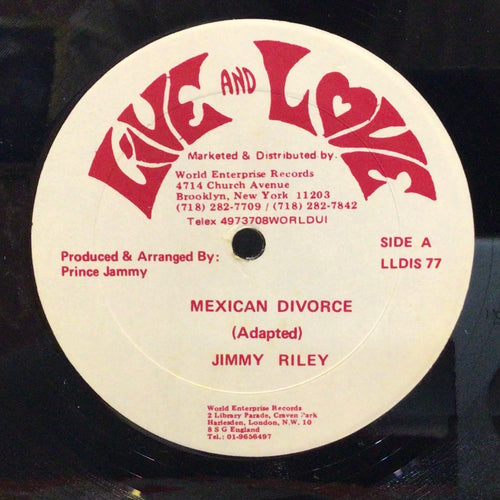 LIVE AND LOVE
Marketed & Distributed by.
World Enterprise Records
4714 Church Avenue
Brooklyn, New York 11203
(718) 282-7709 / (718) 282-7842
Telex 4973708WORLDUI
Produced & Arranged By:
Prince Jammy
SIDE A
LLDIS 77
MEXICAN DIVORCE
(Adapted)
JIMMY RILEY
World Enterprise Records
2 Library Parade, Craven Park
Harlesden, London, N.W. 10
8 S G England
Tel.: 01-9656497